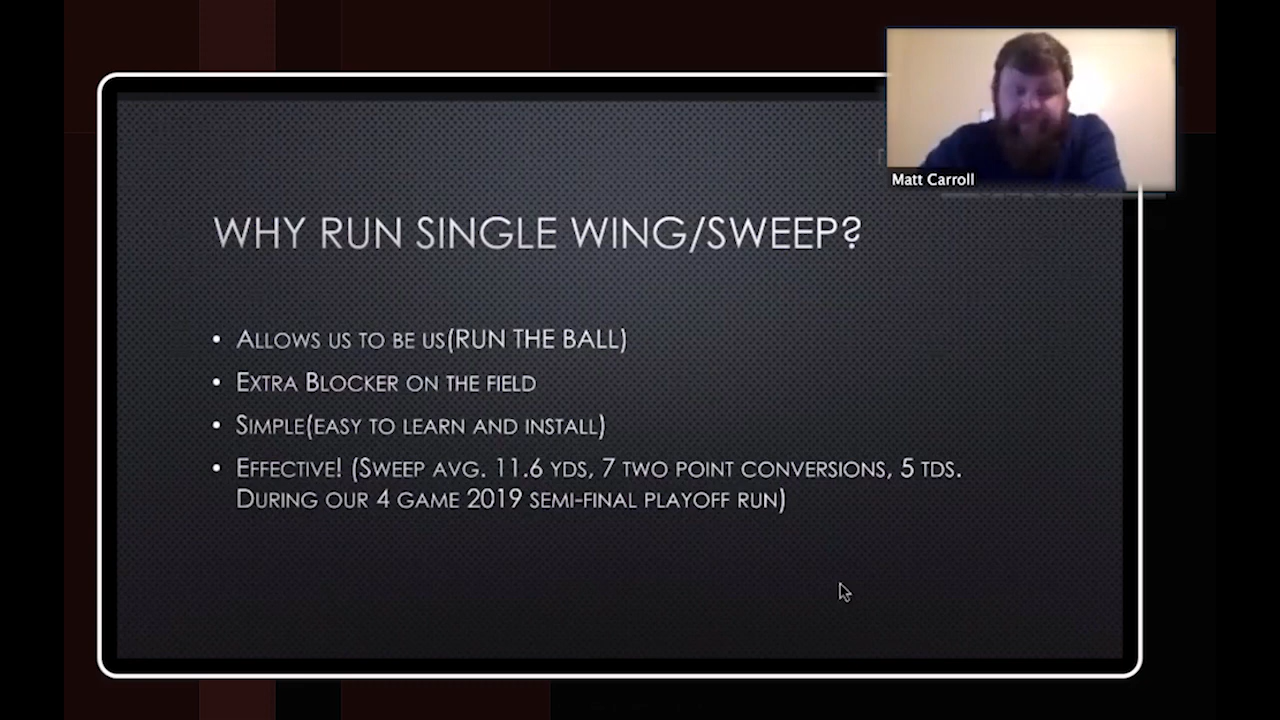 Matt Carroll
WHY RUN SINGLE WING/SWEEP?
• ALLOWS US TO BE US(RUN THE BALL)
• EXTRA BLOCKER ON THE FIELD
• SIMPLE(EASY TO LEARN AND INSTALL)
• EFFECTIVE! (SWEEP AVG. 11.6 YDS, 7 TWO POINT CONVERSIONS, 5 TDS.
DURING OUR 4 GAME 2019 SEMI-FINAL PLAYOFF RUN)